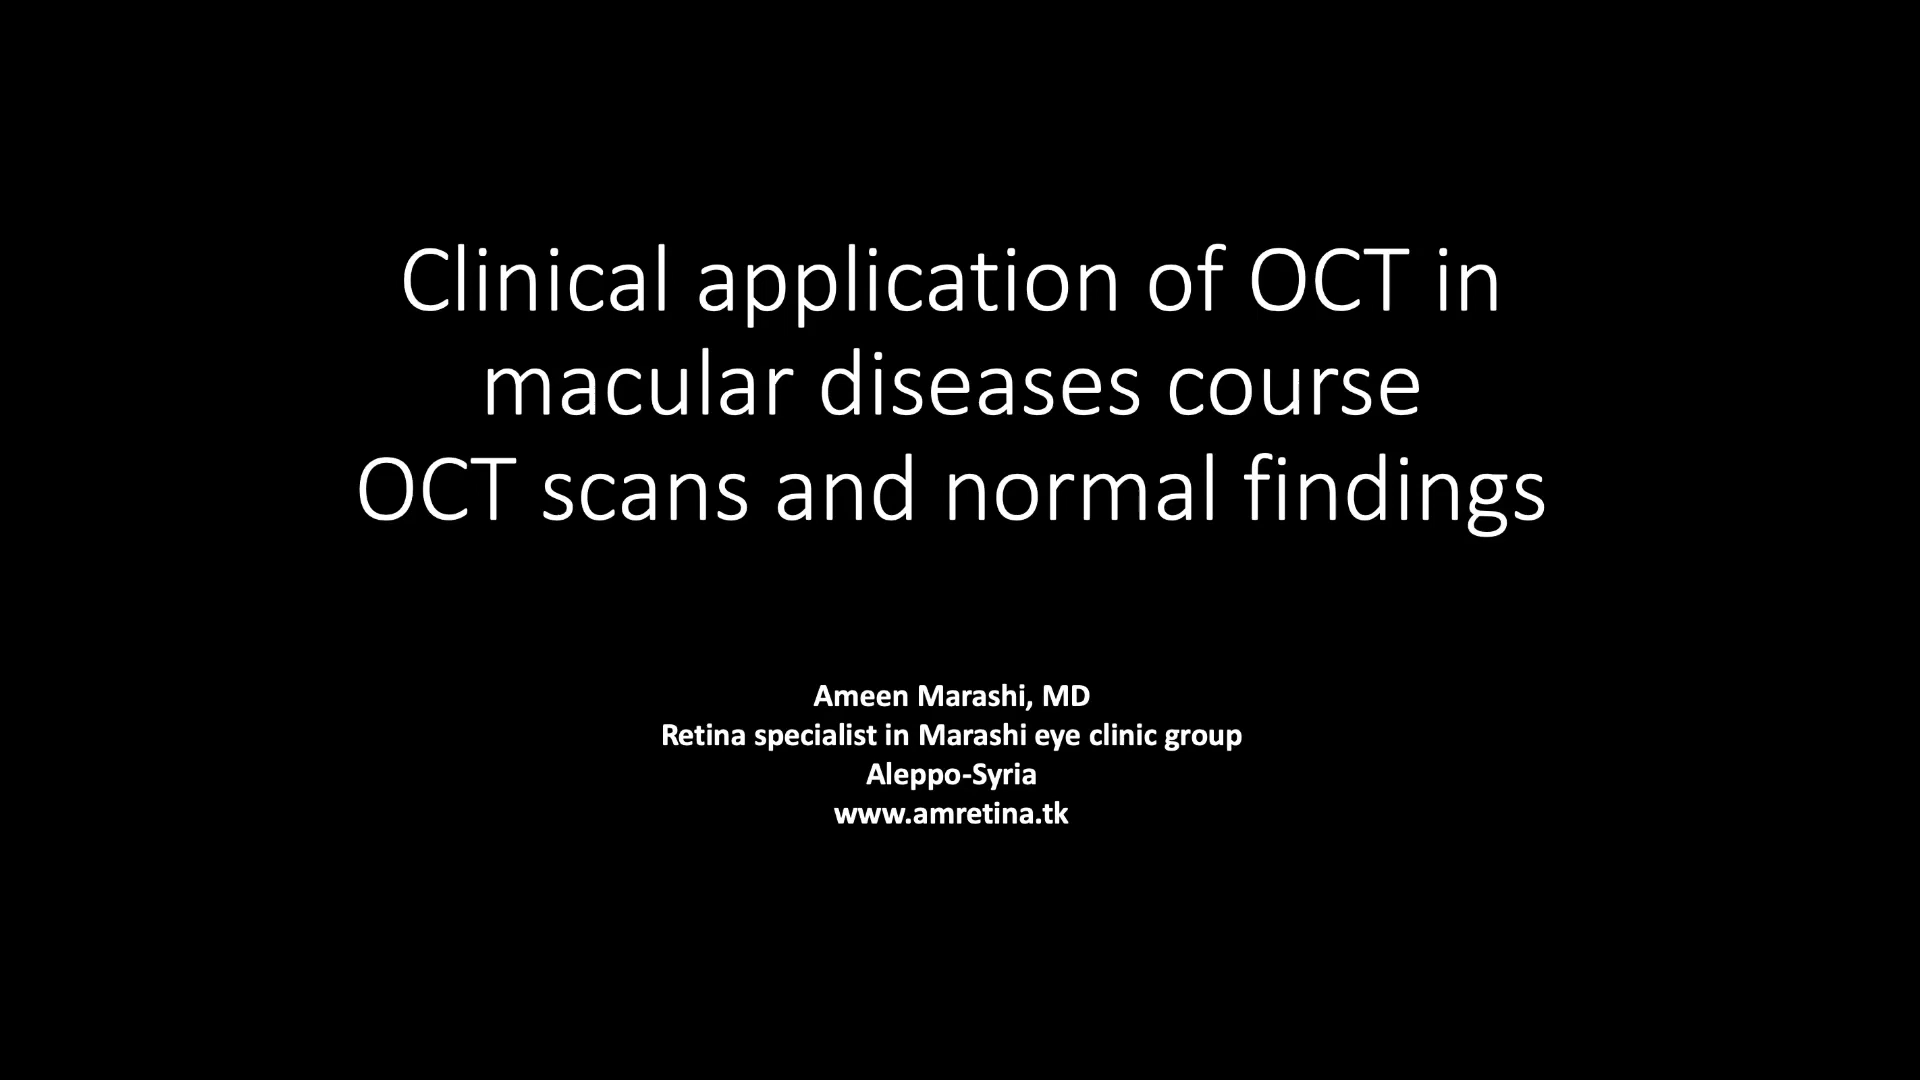 Clinical application of OCT in
macular diseases course
OCT scans and normal findings
Ameen Marashi, MD
Retina specialist in Marashi eye clinic group
Aleppo-Syria
www.amretina.tk